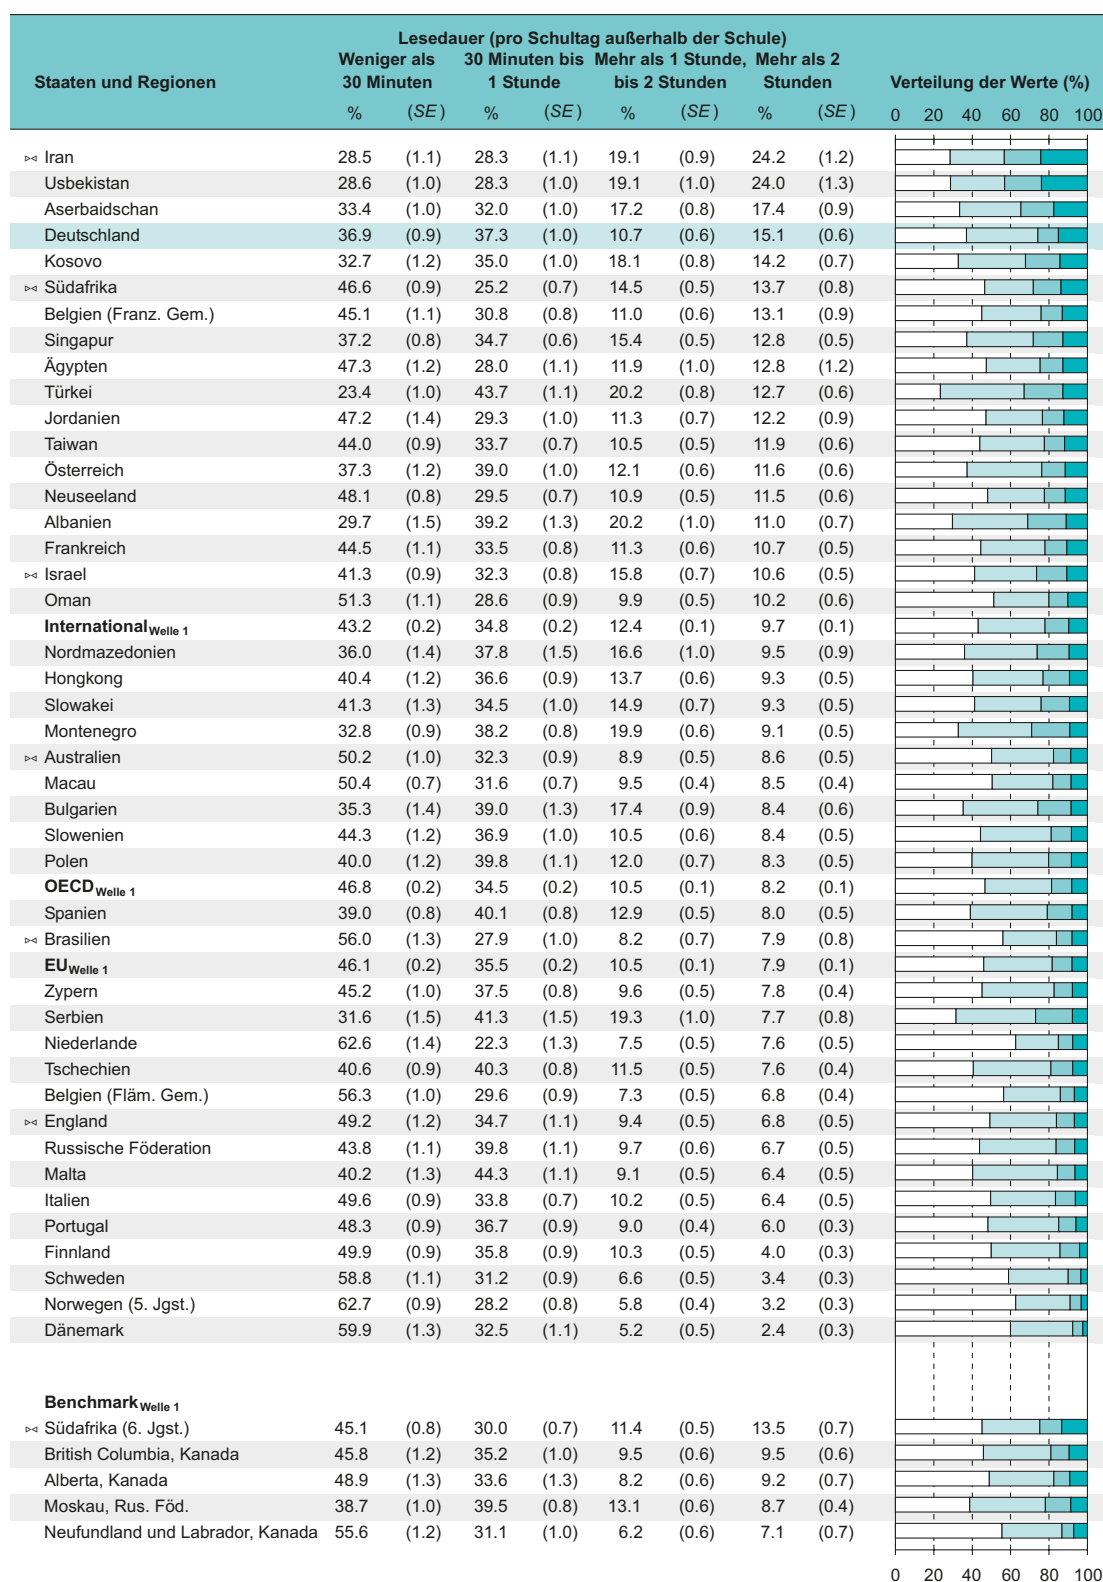 Lesedauer (pro Schultag außerhalb der Schule)
Staaten und Regionen Weniger als 30 Minuten 30 Minuten bis 1 Stunde Mehr als 1 Stunde, bis 2 Stunden Mehr als 2 Stunden Verteilung der Werte (%)
% (SE) % (SE) % (SE) % (SE) 0 20 40 60 80 100
⋈ Iran 28.5 (1.1) 28.3 (1.1) 19.1 (0.9) 24.2 (1.2)
Usbekistan 28.6 (1.0) 28.3 (1.0) 19.1 (1.0) 24.0 (1.3)
Aserbaidschan 33.4 (1.0) 32.0 (1.0) 17.2 (0.8) 17.4 (0.9)
Deutschland 36.9 (0.9) 37.3 (1.0) 10.7 (0.6) 15.1 (0.6)
Kosovo 32.7 (1.2) 35.0 (1.0) 18.1 (0.8) 14.2 (0.7)
⋈ Südafrika 46.6 (0.9) 25.2 (0.7) 14.5 (0.5) 13.7 (0.8)
Belgien (Franz. Gem.) 45.1 (1.1) 30.8 (0.8) 11.0 (0.6) 13.1 (0.9)
Singapur 37.2 (0.8) 34.7 (0.6) 15.4 (0.5) 12.8 (0.5)
Ägypten 47.3 (1.2) 28.0 (1.1) 11.9 (1.0) 12.8 (1.2)
Türkei 23.4 (1.0) 43.7 (1.1) 20.2 (0.8) 12.7 (0.6)
Jordanien 47.2 (1.4) 29.3 (1.0) 11.3 (0.7) 12.2 (0.9)
Taiwan 44.0 (0.9) 33.7 (0.7) 10.5 (0.5) 11.9 (0.6)
Österreich 37.3 (1.2) 39.0 (1.0) 12.1 (0.6) 11.6 (0.6)
Neuseeland 48.1 (0.8) 29.5 (0.7) 10.9 (0.5) 11.5 (0.6)
Albanien 29.7 (1.5) 39.2 (1.3) 20.2 (1.0) 11.0 (0.7)
Frankreich 44.5 (1.1) 33.5 (0.8) 11.3 (0.6) 10.7 (0.5)
⋈ Israel 41.3 (0.9) 32.3 (0.8) 15.8 (0.7) 10.6 (0.5)
Oman 51.3 (1.1) 28.6 (0.9) 9.9 (0.5) 10.2 (0.6)
International Welle 1 43.2 (0.2) 34.8 (0.2) 12.4 (0.1) 9.7 (0.1)
Nordmazedonien 36.0 (1.4) 37.8 (1.5) 16.6 (1.0) 9.5 (0.9)
Hongkong 40.4 (1.2) 36.6 (0.9) 13.7 (0.6) 9.3 (0.5)
Slowakei 41.3 (1.3) 34.5 (1.0) 14.9 (0.7) 9.3 (0.5)
Montenegro 32.8 (0.9) 38.2 (0.8) 19.9 (0.6) 9.1 (0.5)
⋈ Australien 50.2 (1.0) 32.3 (0.9) 8.9 (0.5) 8.6 (0.5)
Macau 50.4 (0.7) 31.6 (0.7) 9.5 (0.4) 8.5 (0.4)
Bulgarien 35.3 (1.4) 39.0 (1.3) 17.4 (0.9) 8.4 (0.6)
Slowenien 44.3 (1.2) 36.9 (1.0) 10.5 (0.6) 8.4 (0.5)
Polen 40.0 (1.2) 39.8 (1.1) 12.0 (0.7) 8.3 (0.5)
OECD Welle 1 46.8 (0.2) 34.5 (0.2) 10.5 (0.1) 8.2 (0.1)
Spanien 39.0 (0.8) 40.1 (0.8) 12.9 (0.5) 8.0 (0.5)
⋈ Brasilien 56.0 (1.3) 27.9 (1.0) 8.2 (0.7) 7.9 (0.8)
EU Welle 1 46.1 (0.2) 35.5 (0.2) 10.5 (0.1) 7.9 (0.1)
Zypern 45.2 (1.0) 37.5 (0.8) 9.6 (0.5) 7.8 (0.4)
Serbien 31.6 (1.5) 41.3 (1.5) 19.3 (1.0) 7.7 (0.8)
Niederlande 62.6 (1.4) 22.3 (1.3) 7.5 (0.5) 7.6 (0.5)
Tschechien 40.6 (0.9) 40.3 (0.8) 11.5 (0.5) 7.6 (0.4)
Belgien (Fläm. Gem.) 56.3 (1.0) 29.6 (0.9) 7.3 (0.5) 6.8 (0.4)
⋈ England 49.2 (1.2) 34.7 (1.1) 9.4 (0.5) 6.8 (0.5)
Russische Föderation 43.8 (1.1) 39.8 (1.1) 9.7 (0.6) 6.7 (0.5)
Malta 40.2 (1.3) 44.3 (1.1) 9.1 (0.5) 6.4 (0.5)
Italien 49.6 (0.9) 33.8 (0.7) 10.2 (0.5) 6.4 (0.5)
Portugal 48.3 (0.9) 36.7 (0.9) 9.0 (0.4) 6.0 (0.3)
Finnland 49.9 (0.9) 35.8 (0.9) 10.3 (0.5) 4.0 (0.3)
Schweden 58.8 (1.1) 31.2 (0.9) 6.6 (0.5) 3.4 (0.3)
Norwegen (5. Jgst.) 62.7 (0.9) 28.2 (0.8) 5.8 (0.4) 3.2 (0.3)
Dänemark 59.9 (1.3) 32.5 (1.1) 5.2 (0.5) 2.4 (0.3)
Benchmark Welle 1
⋈ Südafrika (6. Jgst.) 45.1 (0.8) 30.0 (0.7) 11.4 (0.5) 13.5 (0.7)
British Columbia, Kanada 45.8 (1.2) 35.2 (1.0) 9.5 (0.6) 9.5 (0.6)
Alberta, Kanada 48.9 (1.3) 33.6 (1.3) 8.2 (0.6) 9.2 (0.7)
Moskau, Rus. Föd. 38.7 (1.0) 39.5 (0.8) 13.1 (0.6) 8.7 (0.4)
Neufundland und Labrador, Kanada 55.6 (1.2) 31.1 (1.0) 6.2 (0.6) 7.1 (0.7)
0 20 40 60 80 100